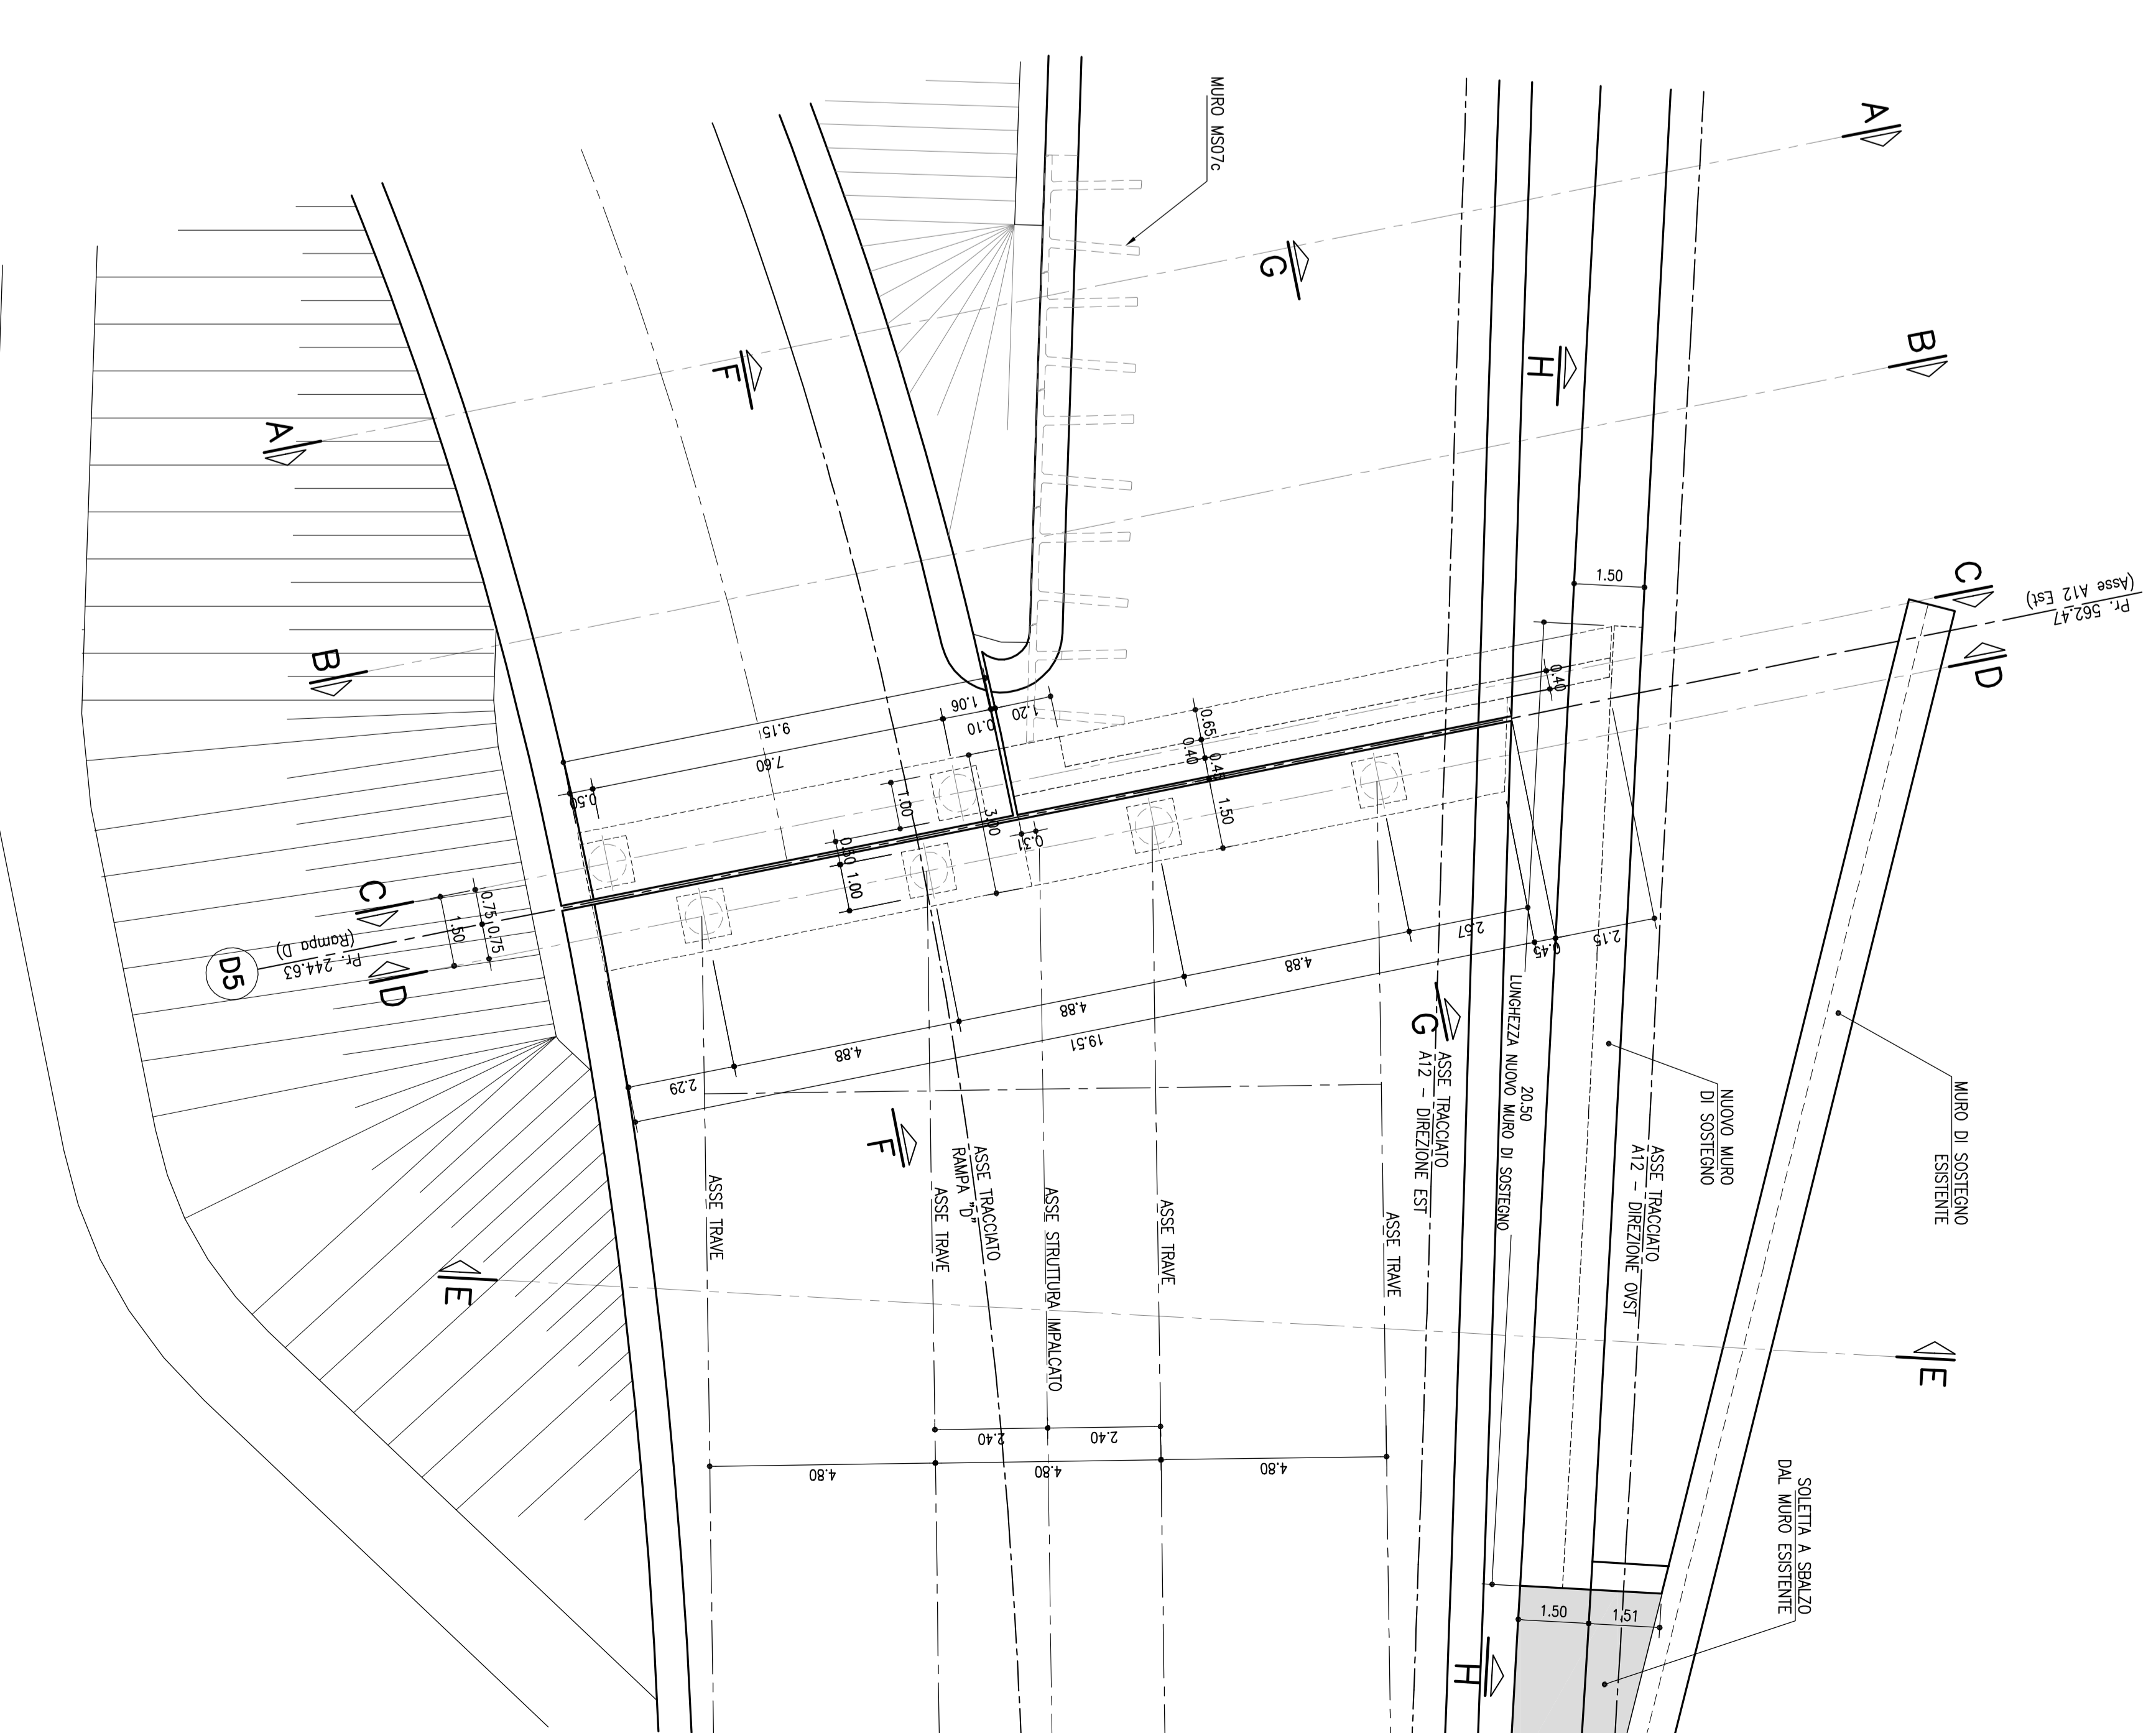 MURO MS07c
A
B
C
D
Pr. 562.47
(Asse A12 Est)
G
F
H
A
B
1.50
0.40
9.15
7.60
1.06
0.10
1.20
0.50
1.00
3.00
0.65
0.40
0.40
1.50
0.50
1.00
0.31
C
D
0.75
0.75
1.50
Pr. 244.63
(Rampa D)
D5
2.29
4.88
4.88
4.88
2.67
0.45
2.15
19.51
G
F
20.50
LUNGHEZZA NUOVO MURO DI SOSTEGNO
ASSE TRACCIATO
A12 - DIREZIONE EST
ASSE TRACCIATO
A12 - DIREZIONE OVST
NUOVO MURO
DI SOSTEGNO
MURO DI SOSTEGNO
ESISTENTE
ASSE TRAVE
ASSE TRAVE
ASSE TRACCIATO
RAMPA "D"
ASSE STRUTTURA IMPALCATO
ASSE TRAVE
ASSE TRAVE
E
E
2.40
2.40
4.80
4.80
4.80
SOLETTA A SBALZO
DAL MURO ESISTENTE
1.50
1.51
H